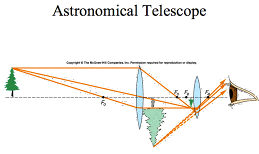 Astronomical Telescope
Copyright © The McGraw-Hill Companies, Inc. Permission required for reproduction or display.